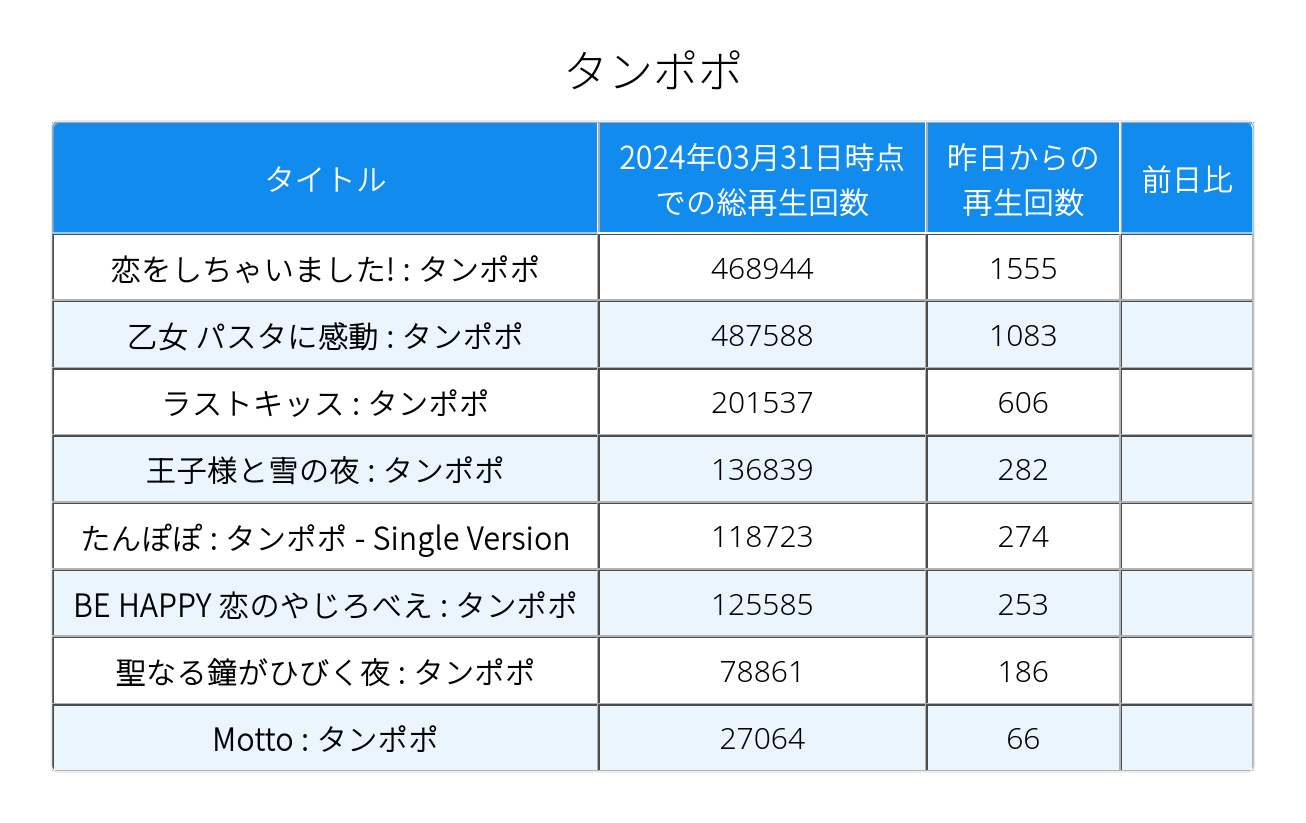 タンポポ
タイトル
2024年03月31日時点
での総再生回数
昨日からの
再生回数
前日比
恋をしちゃいました! : タンポポ 468944 1555
乙女 パスタに感動 : タンポポ 487588 1083
ラストキッス : タンポポ 201537 606
王子様と雪の夜 : タンポポ 136839 282
たんぽぽ : タンポポ - Single Version 118723 274
BE HAPPY 恋のやじろべえ : タンポポ 125585 253
聖なる鐘がひびく夜 : タンポポ 78861 186
Motto : タンポポ 27064 66